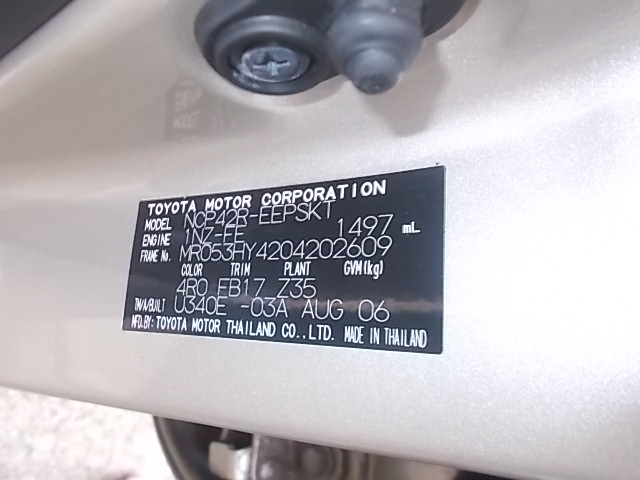 TOYOTA MOTOR CORPORATION
MODEL NCP42R-EEPSKT
ENGINE 1NZ-FE 1497 mL
FRAME No. MR053HY4204202609
COLOR TRIM PLANT GVM(kg)
4R0 FB17 Z35
TM/A/BUILT U340E -03A AUG 06
MFD.BY: TOYOTA MOTOR THAILAND CO.,LTD. MADE IN THAILAND